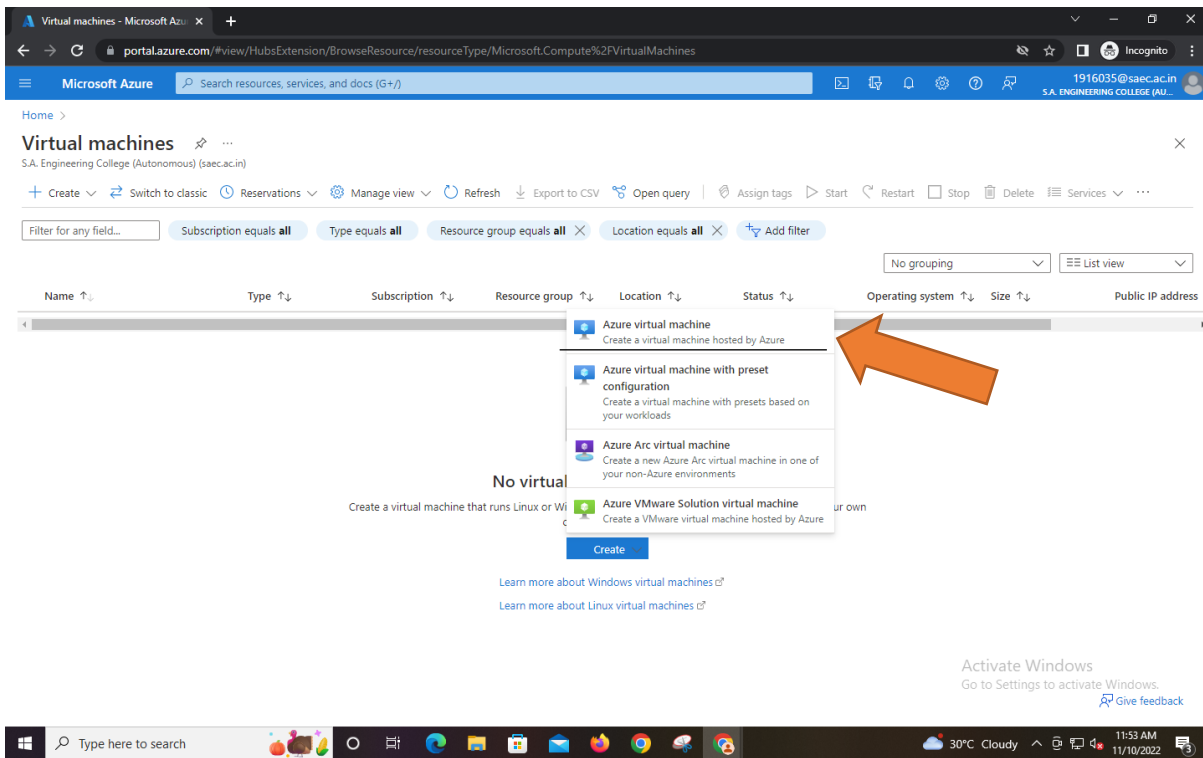 Virtual machines - Microsoft Azu
portal.azure.com/#view/HubsExtension/BrowseResource/resourceType/Microsoft.Compute%2FVirtualMachines
Incognito
Microsoft Azure
Search resources, services, and docs (G+/)
1916035@saec.ac.in
S.A. ENGINEERING COLLEGE (AU...
Home >
Virtual machines
S.A. Engineering College (Autonomous) (saec.ac.in)
Create Switch to classic Reservations Manage view Refresh Export to CSV Open query Assign tags Start Restart Stop Delete Services
Filter for any field... Subscription equals all Type equals all Resource group equals all Location equals all Add filter
No grouping List view
Name Type Subscription Resource group Location Status Operating system Size Public IP address
Azure virtual machine
Create a virtual machine hosted by Azure
Azure virtual machine with preset
configuration
Create a virtual machine with presets based on
your workloads
Azure Arc virtual machine
Create a new Azure Arc virtual machine in one of
your non-Azure environments
Azure VMware Solution virtual machine
Create a VMware virtual machine hosted by Azure
No virtual
Create a virtual machine that runs Linux or Wi ur own
Create
Learn more about Windows virtual machines
Learn more about Linux virtual machines
Activate Windows
Go to Settings to activate Windows.
Give feedback
Type here to search
30°C Cloudy
11:53 AM
11/10/2022
3